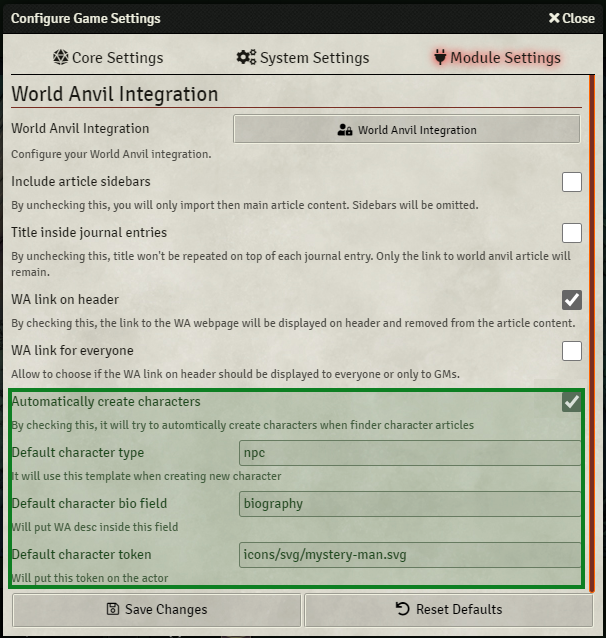 Configure Game Settings
Close
Core Settings
System Settings
Module Settings
World Anvil Integration
World Anvil Integration
World Anvil Integration
Configure your World Anvil integration.
Include article sidebars
By unchecking this, you will only import then main article content. Sidebars will be omitted.
Title inside journal entries
By unchecking this, title won't be repeated on top of each journal entry. Only the link to world anvil article will
remain.
WA link on header
By checking this, the link to the WA webpage will be displayed on header and removed from the article content.
WA link for everyone
Allow to choose if the WA link on header should be displayed to everyone or only to GMs.
Automatically create characters
By checking this, it will try to automtically create characters when finder character articles
Default character type
npc
It will use this template when creating new character
Default character bio field
biography
Will put WA desc inside this field
Default character token
icons/svg/mystery-man.svg
Will put this token on the actor
Save Changes
Reset Defaults